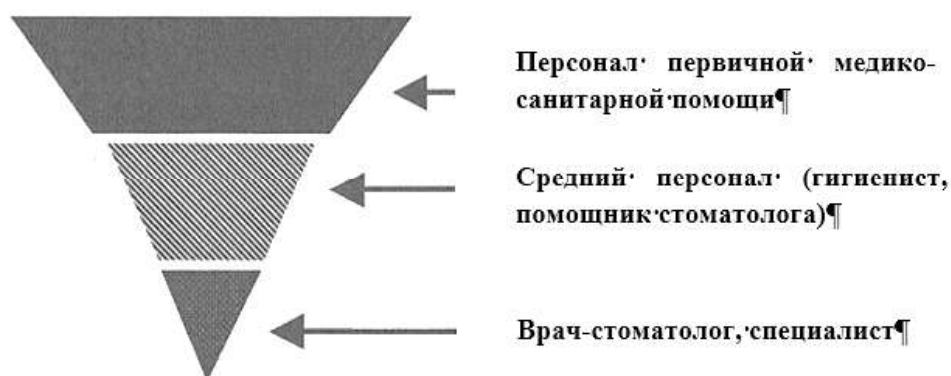 Персонал· первичной· медико-
санитарной·помощи¶
Средний· персонал· (гигиенист,
помощник·стоматолога)¶
Врач-стоматолог,·специалист¶